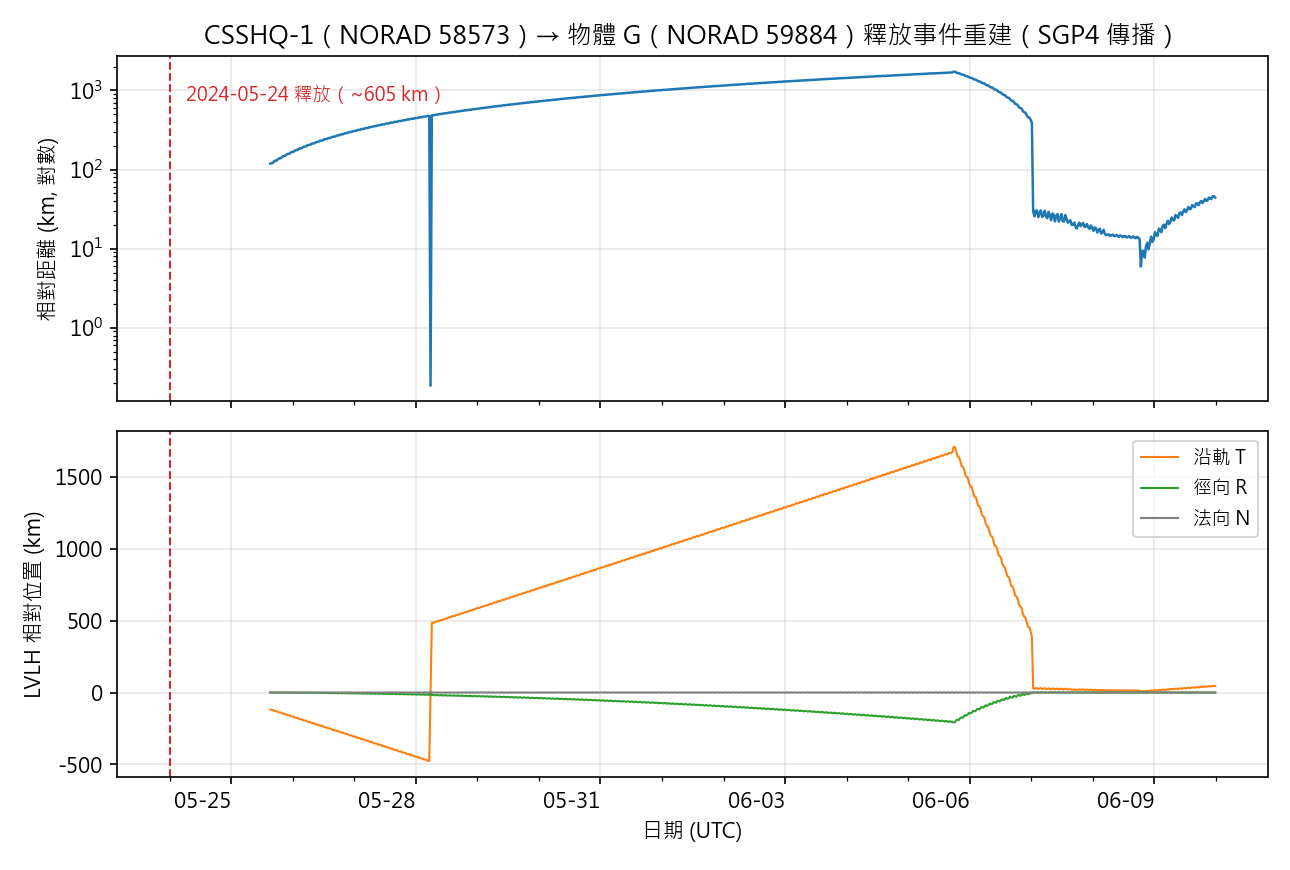 CSSHQ-1（NORAD 58573）→ 物體 G（NORAD 59884）釋放事件重建（SGP4 傳播）
10³
10²
10¹
10⁰
相對距離 (km, 對數)
2024-05-24 釋放（~605 km）
1500
1000
500
0
-500
LVLH 相對位置 (km)
沿軌 T
徑向 R
法向 N
05-25
05-28
05-31
06-03
06-06
06-09
日期 (UTC)